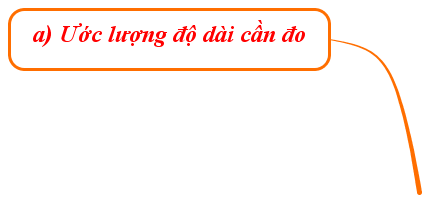 a) Ước lượng độ dài cần đo